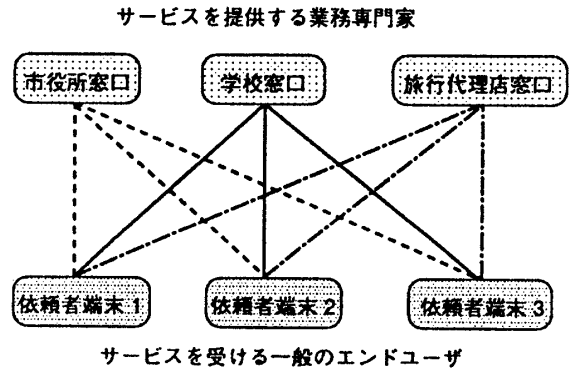 サービスを提供する業務専門家
市役所窓口
学校窓口
旅行代理店窓口
依頼者端末1
依頼者端末2
依頼者端末3
サービスを受ける一般のエンドユーザ